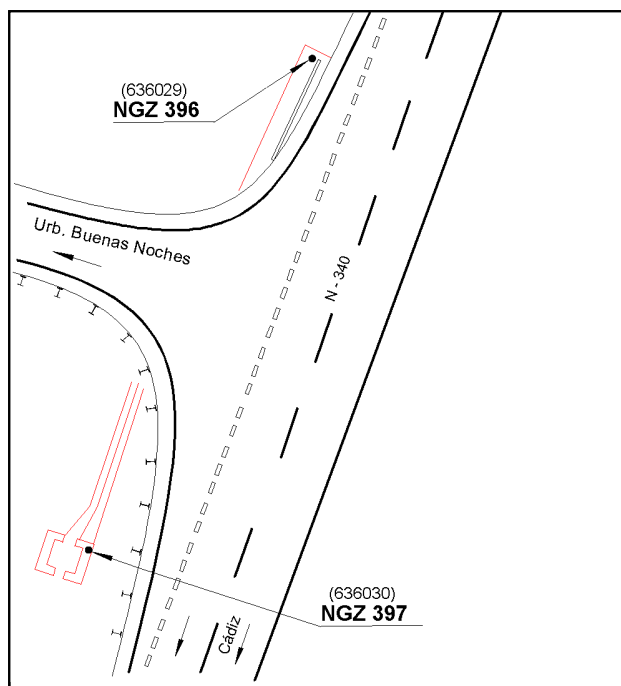 (636029)
NGZ 396
Urb. Buenas Noches
N - 340
(636030)
NGZ 397
Cádiz